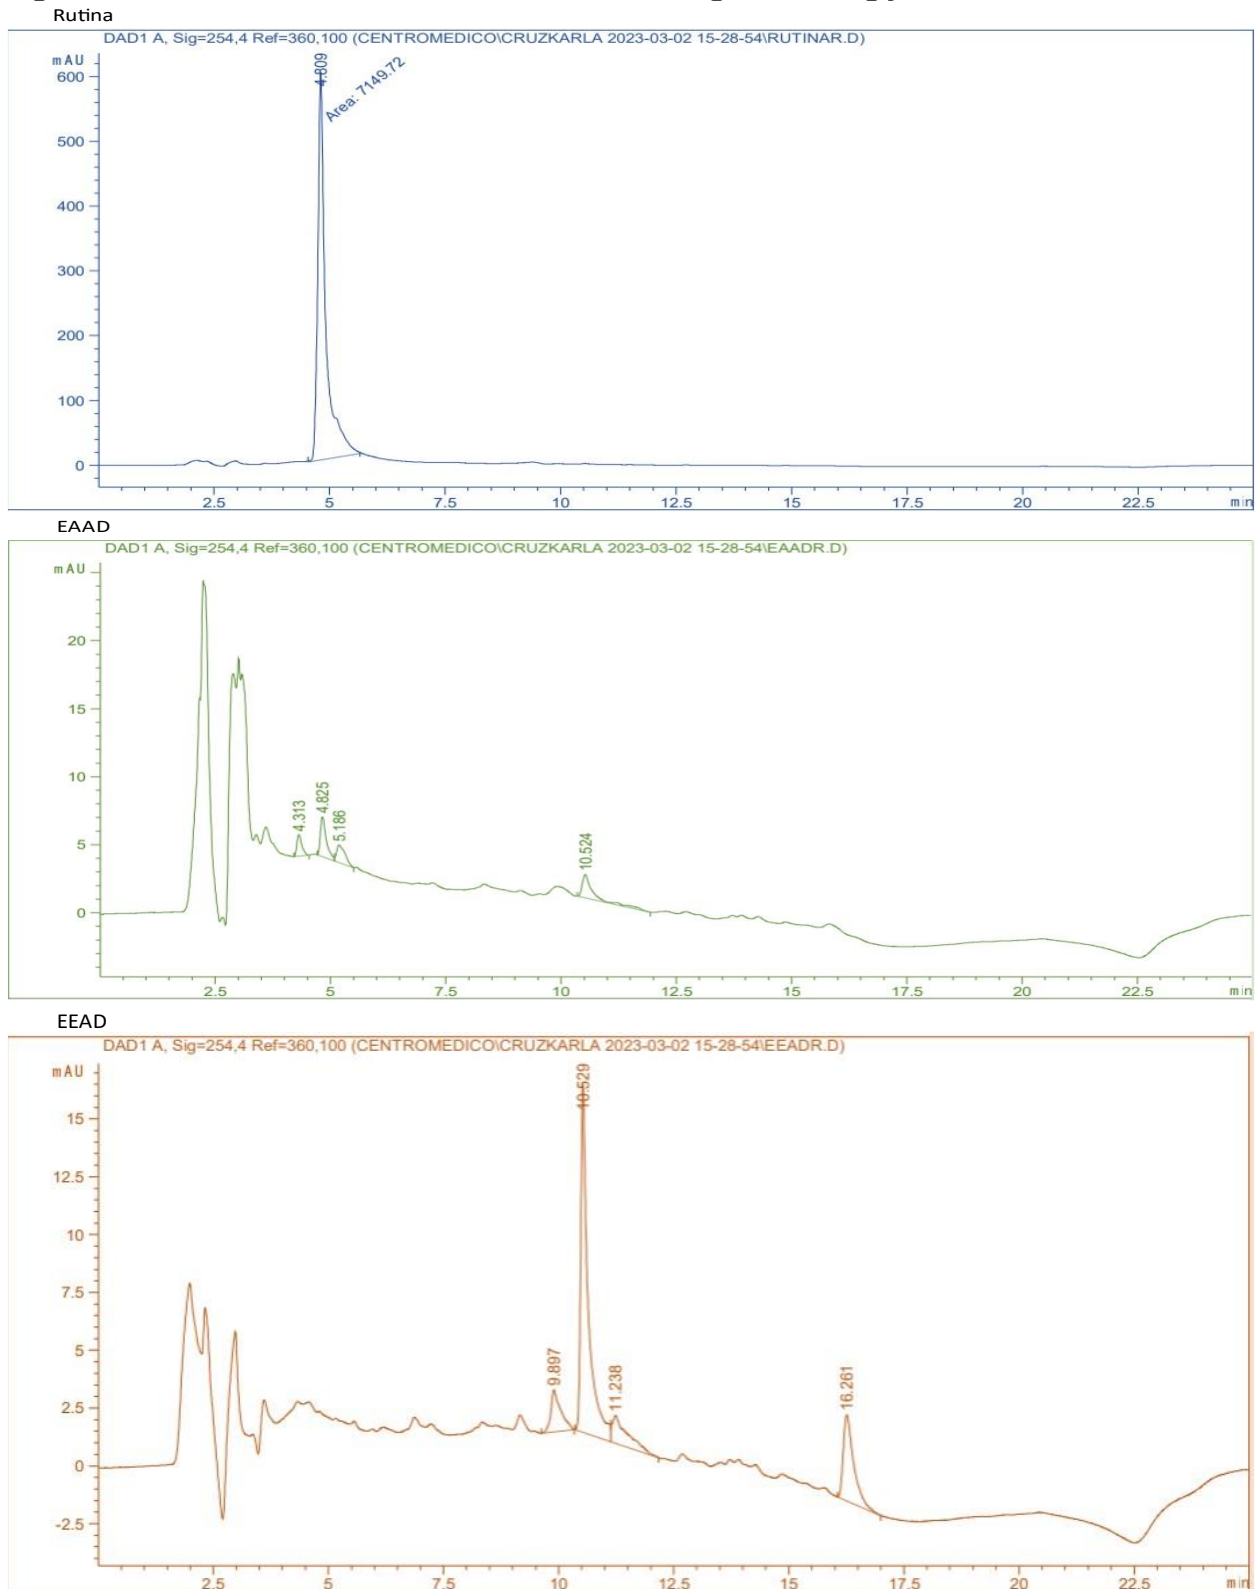 Rutina
DAD1 A, Sig=254,4 Ref=360,100 (CENTROMEDICO\CRUZKARLA 2023-03-02 15-28-54\RUTINAR.D)
mAU
600
500
400
300
200
100
0
4.809
Area: 7149.72
2.5 5 7.5 10 12.5 15 17.5 20 22.5 min
EAAD
DAD1 A, Sig=254,4 Ref=360,100 (CENTROMEDICO\CRUZKARLA 2023-03-02 15-28-54\EAADR.D)
mAU
20
15
10
5
0
4.313
4.825
5.186
10.524
2.5 5 7.5 10 12.5 15 17.5 20 22.5 min
EEAD
DAD1 A, Sig=254,4 Ref=360,100 (CENTROMEDICO\CRUZKARLA 2023-03-02 15-28-54\EEADR.D)
mAU
15
12.5
10
7.5
5
2.5
0
-2.5
9.897
10.529
11.238
16.261
2.5 5 7.5 10 12.5 15 17.5 20 22.5 min